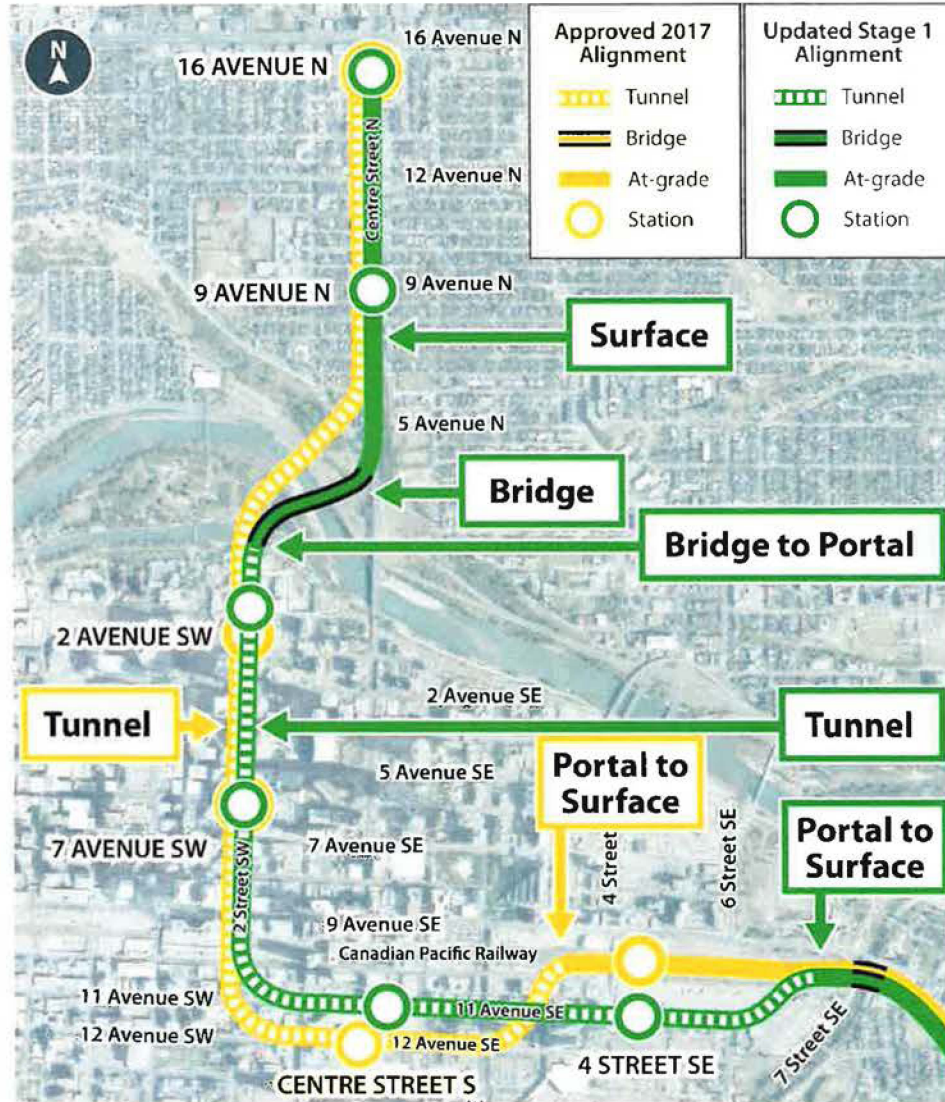 N
16 AVENUE N
16 Avenue N
Approved 2017
Alignment
Tunnel
Bridge
At-grade
Station
Updated Stage 1
Alignment
Tunnel
Bridge
At-grade
Station
Centre Street N
12 Avenue N
9 AVENUE N
9 Avenue N
Surface
5 Avenue N
Bridge
Bridge to Portal
2 AVENUE SW
2 Avenue SE
Tunnel
Tunnel
5 Avenue SE
Portal to
Surface
Portal to
Surface
7 AVENUE SW
7 Avenue SE
4 Street
6 Street SE
2 Street SW
9 Avenue SE
Canadian Pacific Railway
11 Avenue SW
11 Avenue SE
12 Avenue SW
12 Avenue SE
7 Street SE
CENTRE STREET S
4 STREET SE